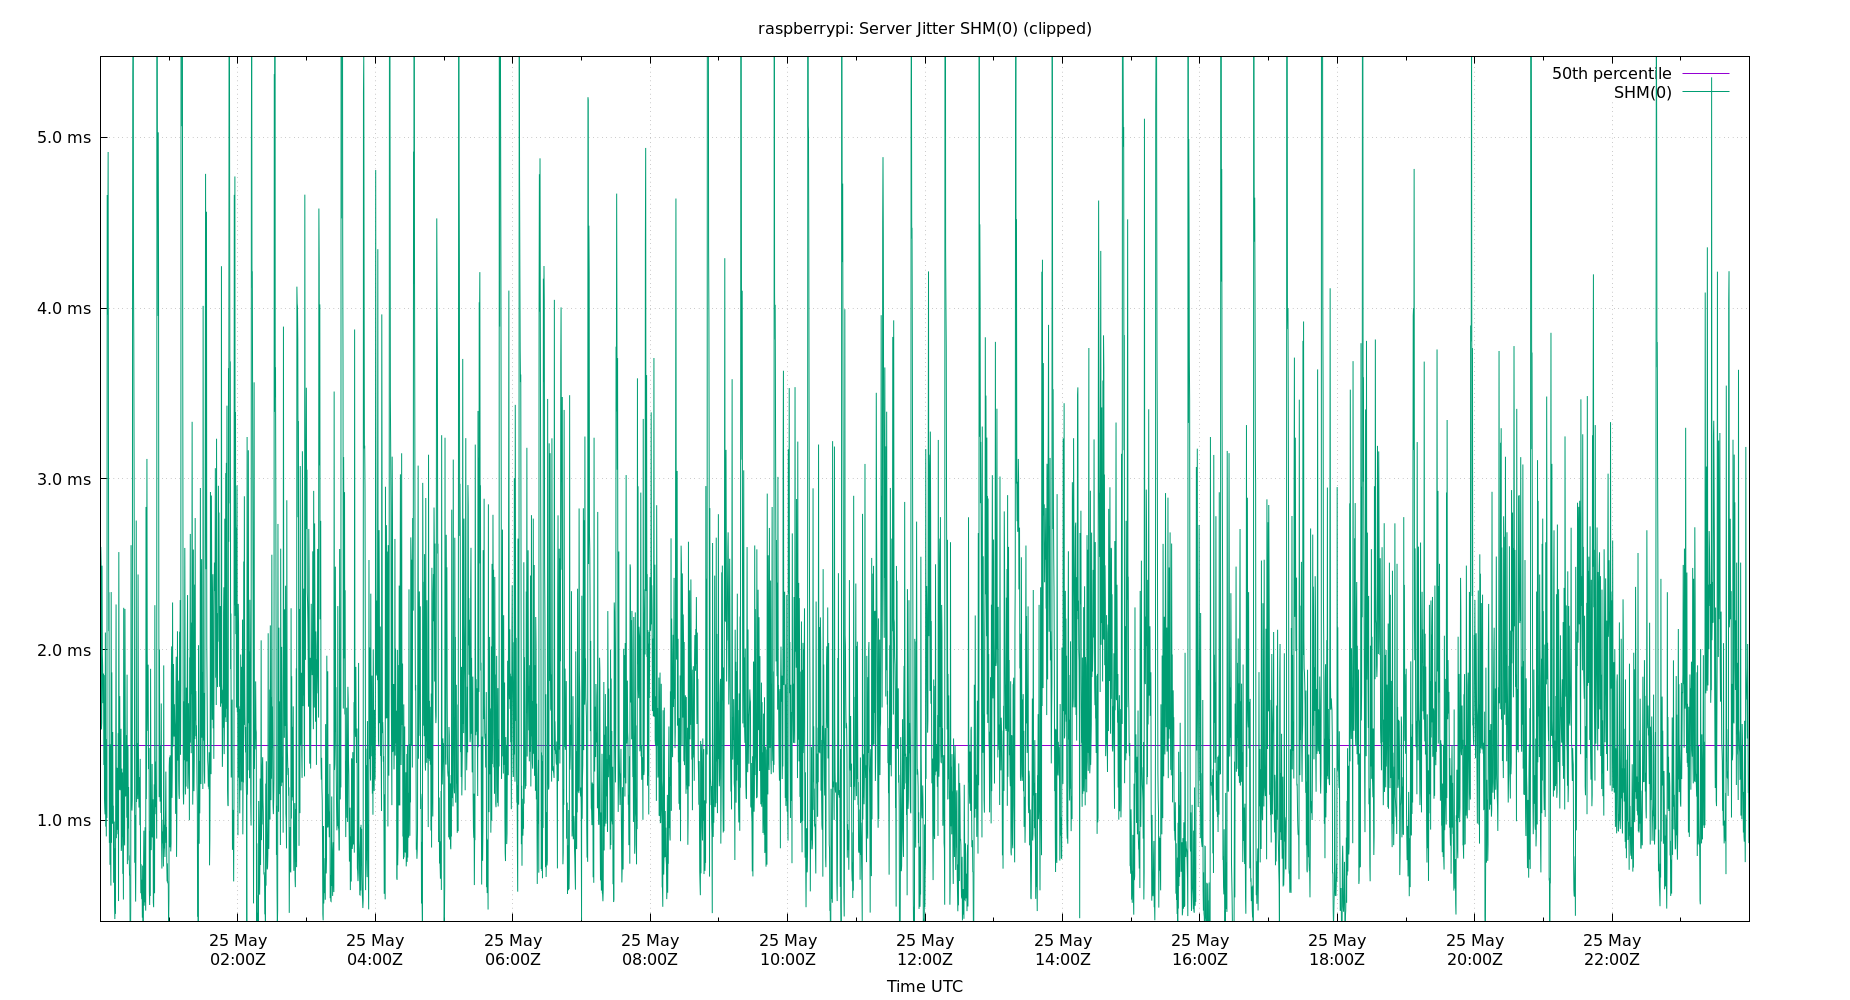 raspberrypi: Server Jitter SHM(0) (clipped)
50th percentile
SHM(0)
5.0 ms
4.0 ms
3.0 ms
2.0 ms
1.0 ms
25 May 25 May 25 May 25 May 25 May 25 May 25 May 25 May 25 May 25 May 25 May
02:00Z 04:00Z 06:00Z 08:00Z 10:00Z 12:00Z 14:00Z 16:00Z 18:00Z 20:00Z 22:00Z
Time UTC